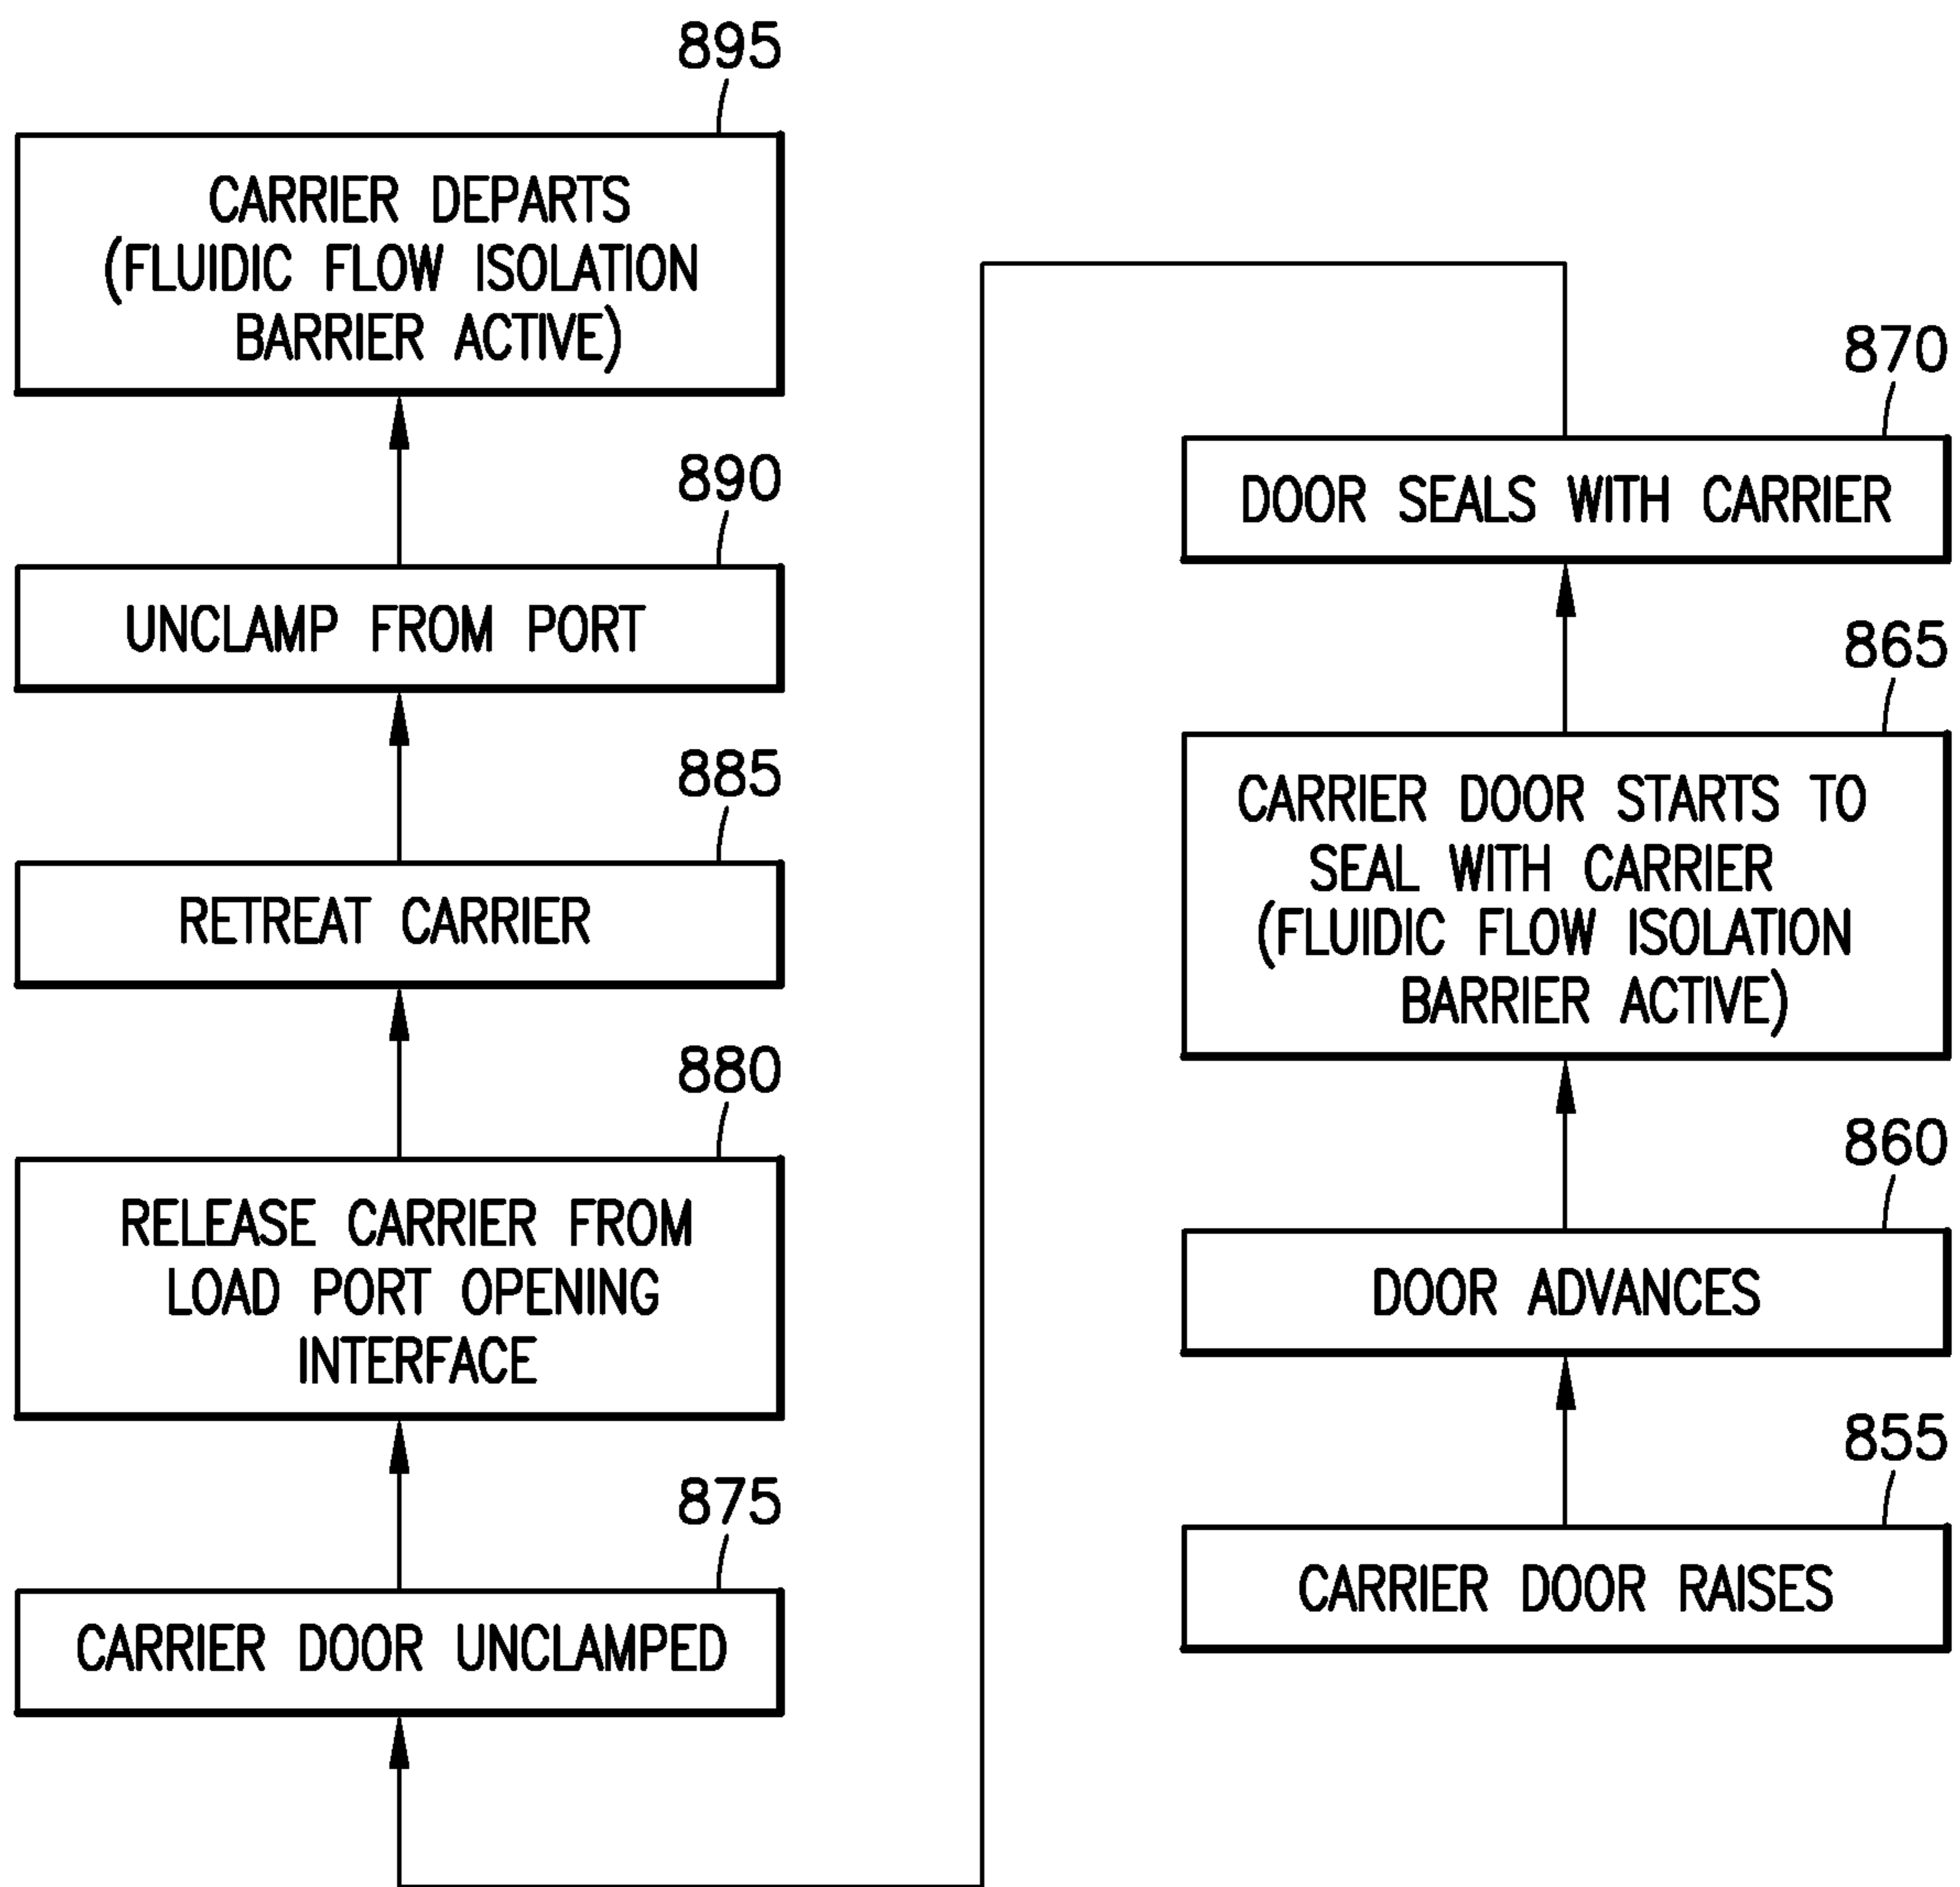 895
CARRIER DEPARTS
(FLUIDIC FLOW ISOLATION
BARRIER ACTIVE)
890
UNCLAMP FROM PORT
885
RETREAT CARRIER
880
RELEASE CARRIER FROM
LOAD PORT OPENING
INTERFACE
875
CARRIER DOOR UNCLAMPED
870
DOOR SEALS WITH CARRIER
865
CARRIER DOOR STARTS TO
SEAL WITH CARRIER
(FLUIDIC FLOW ISOLATION
BARRIER ACTIVE)
860
DOOR ADVANCES
855
CARRIER DOOR RAISES